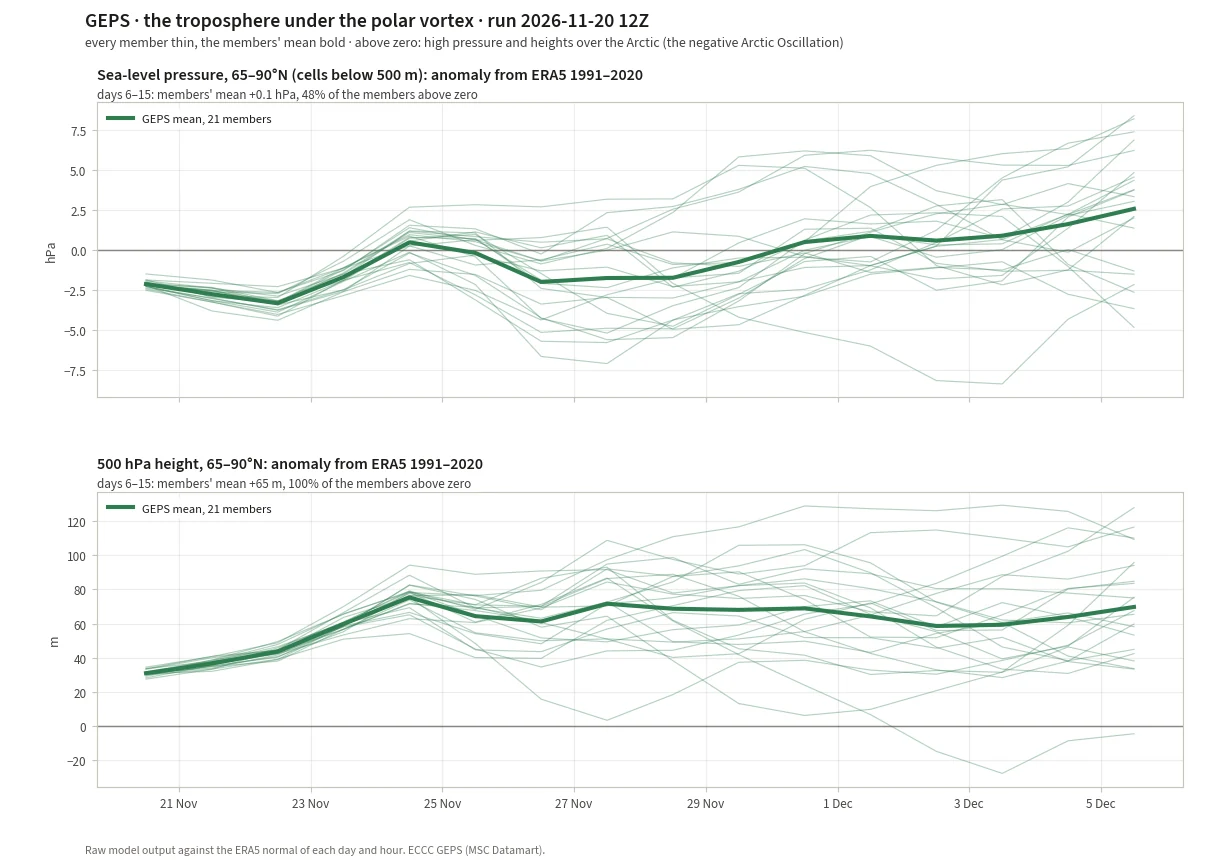 GEPS · the troposphere under the polar vortex · run 2026-11-20 12Z
every member thin, the members' mean bold · above zero: high pressure and heights over the Arctic (the negative Arctic Oscillation)
Sea-level pressure, 65–90°N (cells below 500 m): anomaly from ERA5 1991–2020
days 6–15: members' mean +0.1 hPa, 48% of the members above zero
GEPS mean, 21 members
7.5
5.0
2.5
0.0
−2.5
−5.0
−7.5
hPa
500 hPa height, 65–90°N: anomaly from ERA5 1991–2020
days 6–15: members' mean +65 m, 100% of the members above zero
GEPS mean, 21 members
120
100
80
60
40
20
0
−20
m
21 Nov 23 Nov 25 Nov 27 Nov 29 Nov 1 Dec 3 Dec 5 Dec
Raw model output against the ERA5 normal of each day and hour. ECCC GEPS (MSC Datamart).